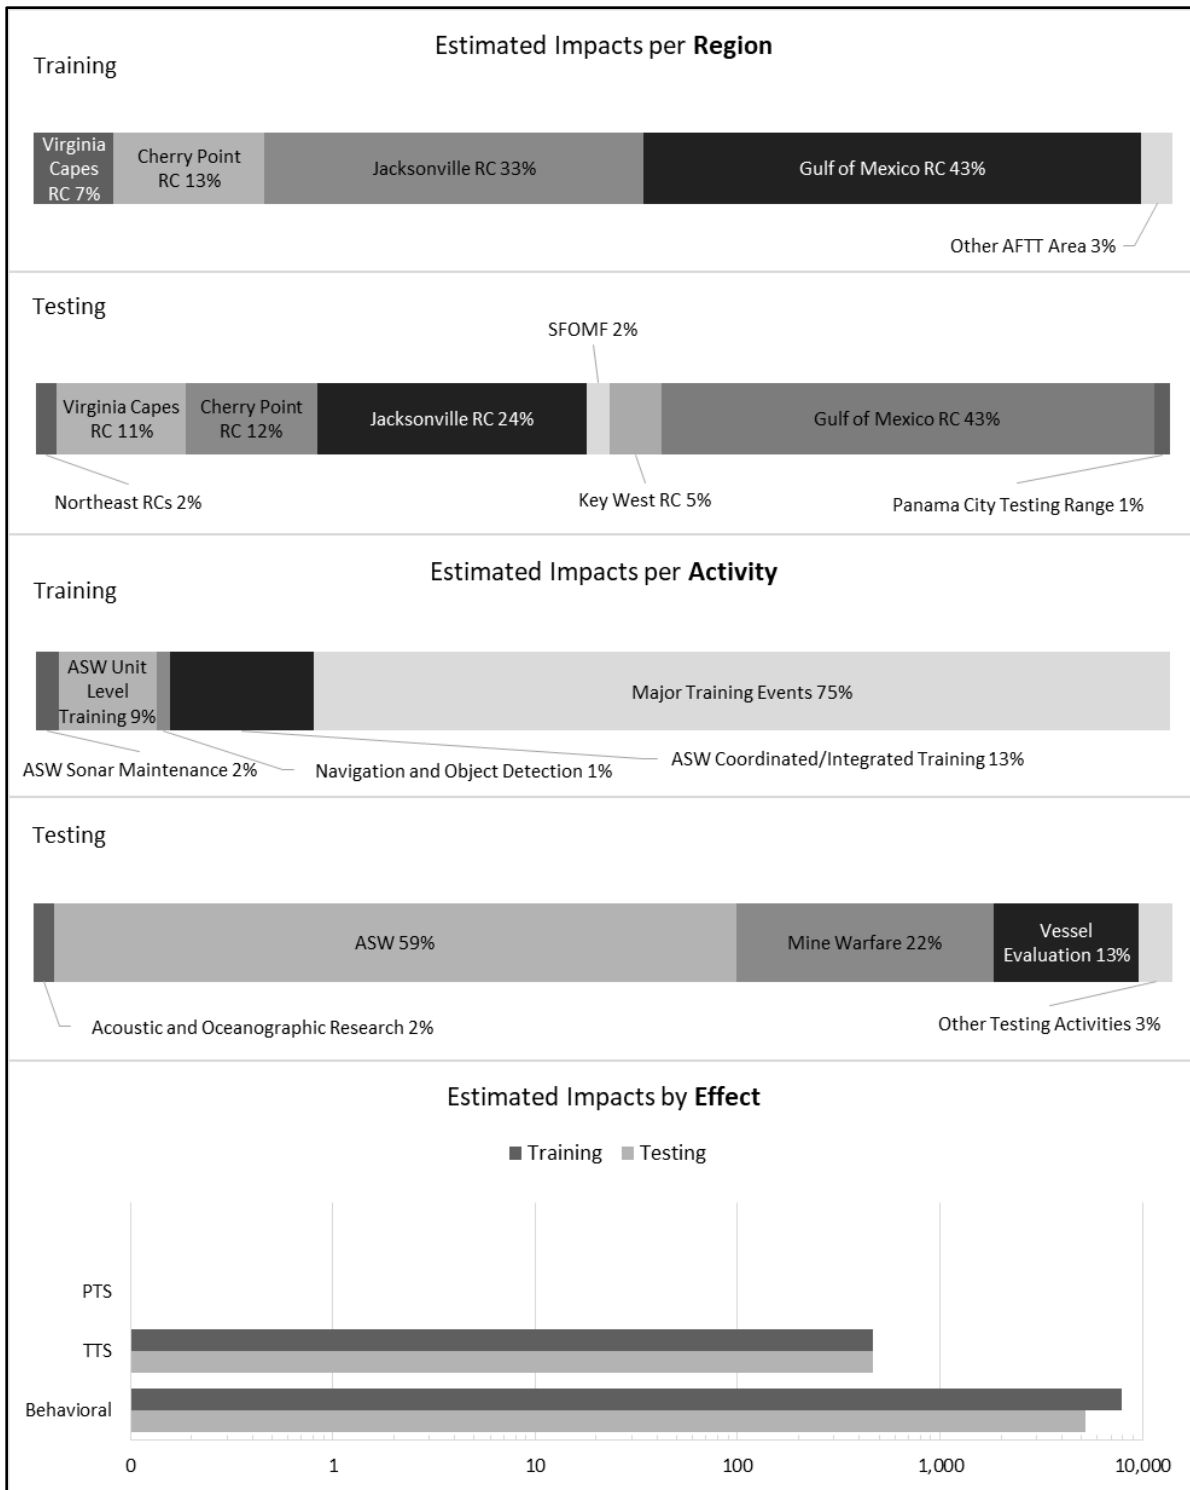 Estimated Impacts per Region
Training
Virginia
Capes
RC 7%
Cherry Point
RC 13%
Jacksonville RC 33%
Gulf of Mexico RC 43%
Other AFTT Area 3%
Testing
SFOMF 2%
Virginia Capes
RC 11%
Cherry Point
RC 12%
Jacksonville RC 24%
Gulf of Mexico RC 43%
Northeast RCs 2%
Key West RC 5%
Panama City Testing Range 1%
Estimated Impacts per Activity
Training
ASW Unit
Level
Training 9%
Major Training Events 75%
ASW Sonar Maintenance 2%
Navigation and Object Detection 1%
ASW Coordinated/Integrated Training 13%
Testing
ASW 59%
Mine Warfare 22%
Vessel
Evaluation 13%
Acoustic and Oceanographic Research 2%
Other Testing Activities 3%
Estimated Impacts by Effect
Training Testing
PTS
TTS
Behavioral
0 1 10 100 1,000 10,000